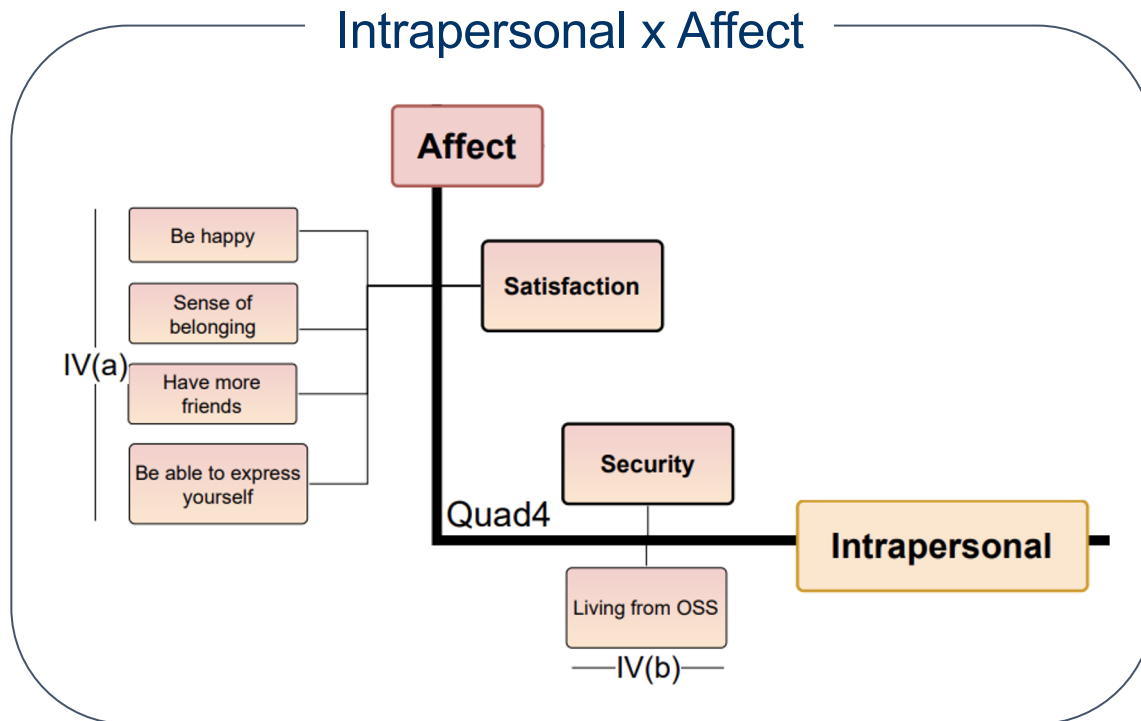 Intrapersonal x Affect
Affect
Be happy
Satisfaction
Sense of
belonging
IV(a)
Have more
friends
Be able to express
yourself
Security
Quad4
Intrapersonal
Living from OSS
IV(b)